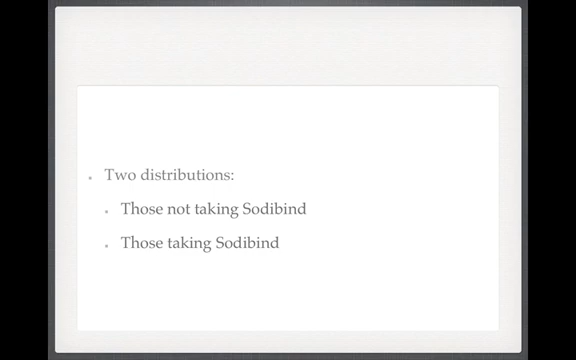 Two distributions:
Those not taking Sodibind
Those taking Sodibind